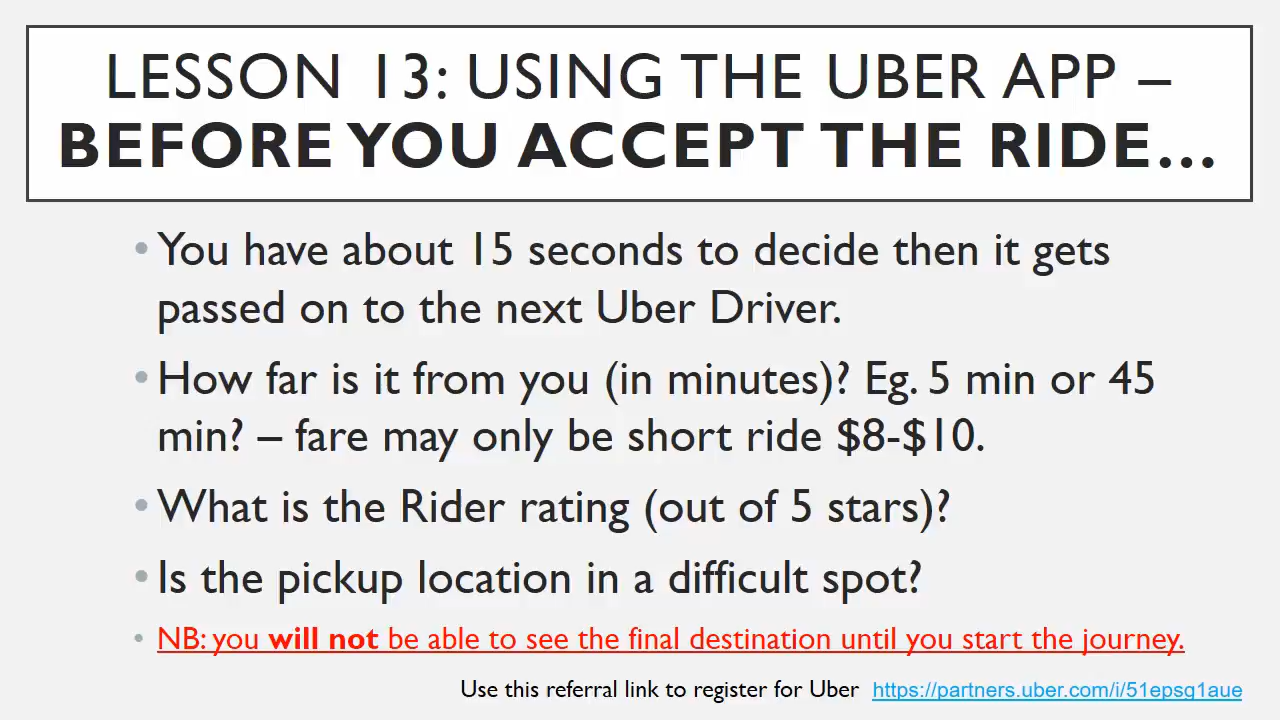 LESSON 13: USING THE UBER APP –
BEFORE YOU ACCEPT THE RIDE…
• You have about 15 seconds to decide then it gets
passed on to the next Uber Driver.
• How far is it from you (in minutes)? Eg. 5 min or 45
min? – fare may only be short ride $8-$10.
• What is the Rider rating (out of 5 stars)?
• Is the pickup location in a difficult spot?
• NB: you will not be able to see the final destination until you start the journey.
Use this referral link to register for Uber https://partners.uber.com/i/51epsq1aue